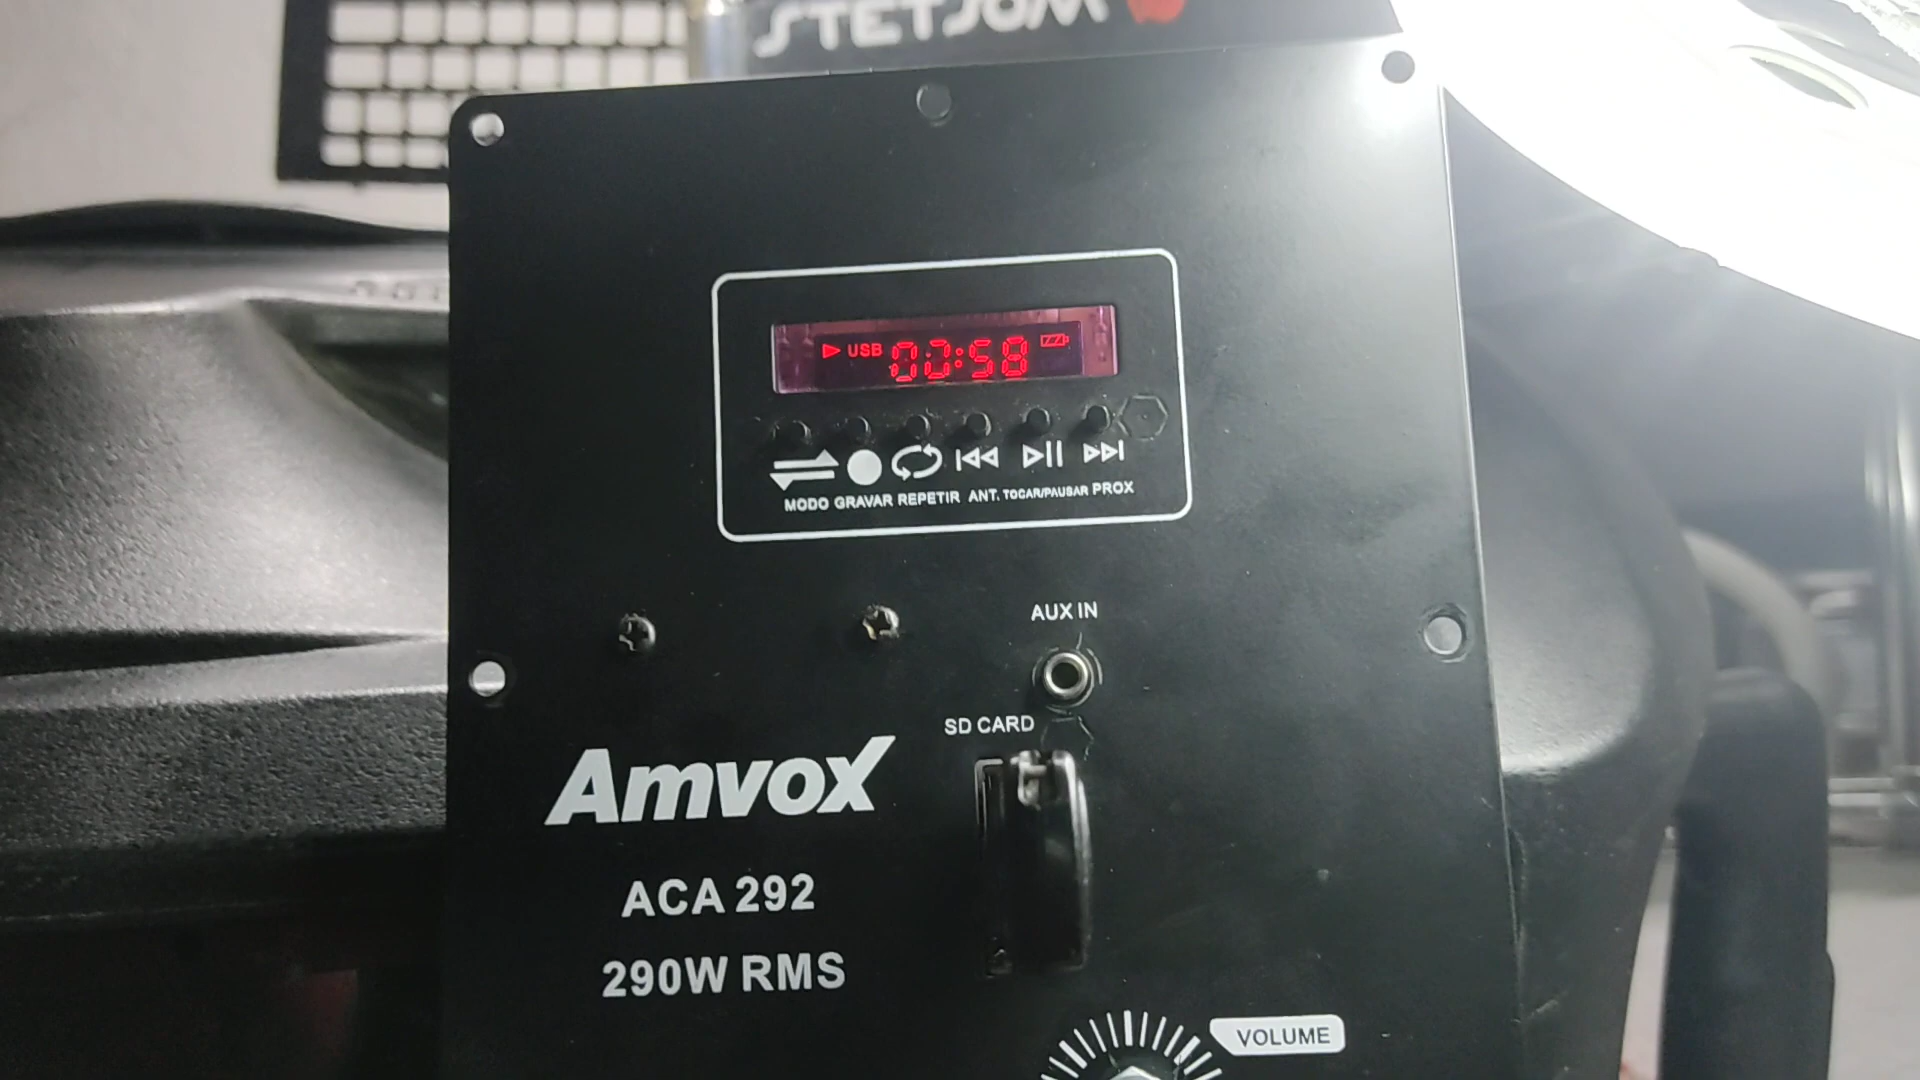 STETSOM
USB 00:58
MODO GRAVAR REPETIR ANT. TOCAR/PAUSAR PROX
AUX IN
SD CARD
Amvox
ACA 292
290W RMS
VOLUME